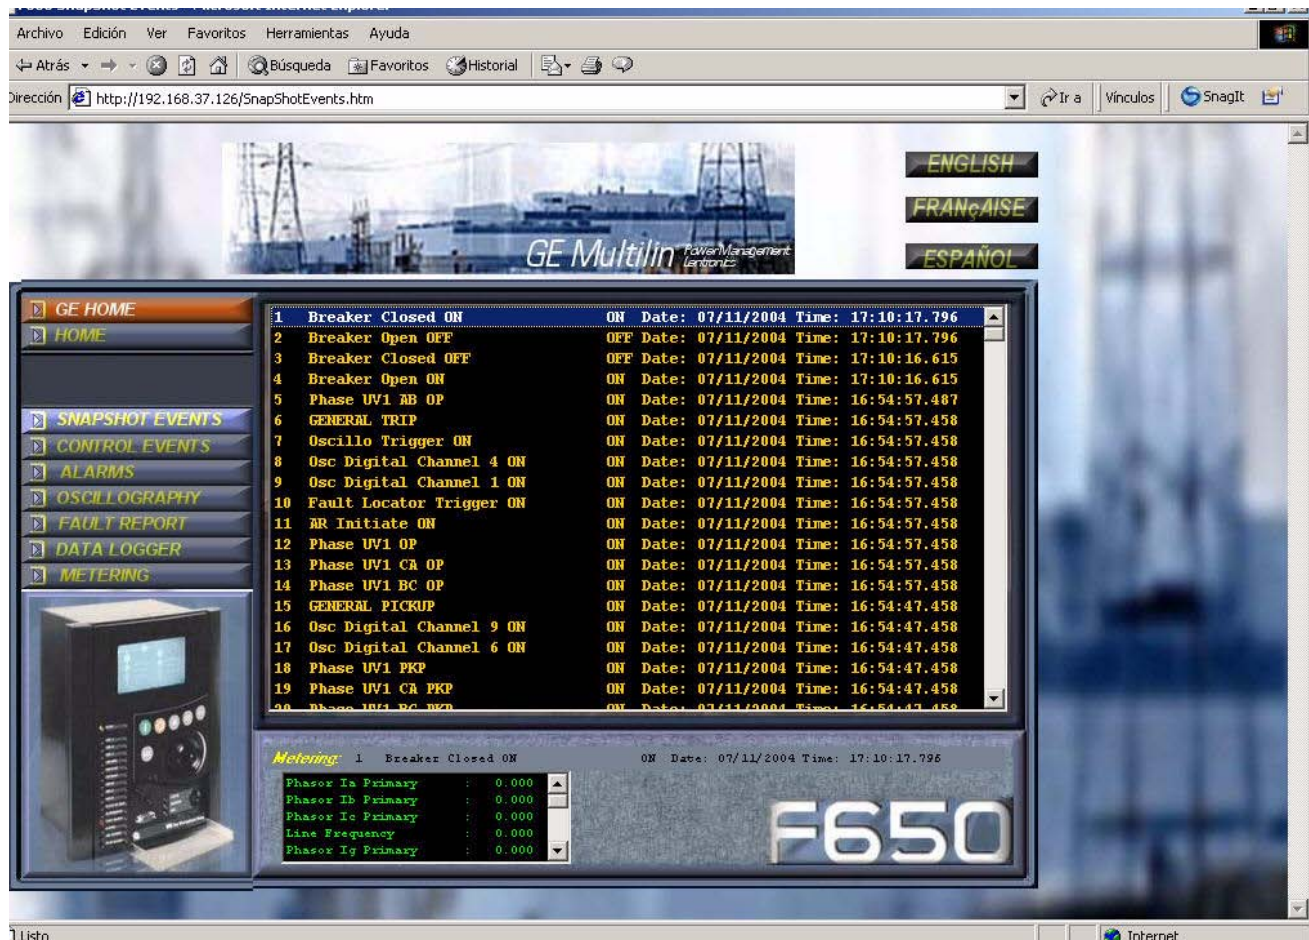 Archivo Edición Ver Favoritos Herramientas Ayuda
Atrás Búsqueda Favoritos Historial
Dirección http://192.168.37.126/SnapShotEvents.htm Ir a Vínculos SnagIt
ENGLISH
FRANÇAISE
ESPAÑOL
GE Multilin PowerManagement
Lentronics
GE HOME
HOME
SNAPSHOT EVENTS
CONTROL EVENTS
ALARMS
OSCILLOGRAPHY
FAULT REPORT
DATA LOGGER
METERING
1 Breaker Closed ON ON Date: 07/11/2004 Time: 17:10:17.796
2 Breaker Open OFF OFF Date: 07/11/2004 Time: 17:10:17.796
3 Breaker Closed OFF OFF Date: 07/11/2004 Time: 17:10:16.615
4 Breaker Open ON ON Date: 07/11/2004 Time: 17:10:16.615
5 Phase UV1 AB OP ON Date: 07/11/2004 Time: 16:54:57.487
6 GENERAL TRIP ON Date: 07/11/2004 Time: 16:54:57.458
7 Oscillo Trigger ON ON Date: 07/11/2004 Time: 16:54:57.458
8 Osc Digital Channel 4 ON ON Date: 07/11/2004 Time: 16:54:57.458
9 Osc Digital Channel 1 ON ON Date: 07/11/2004 Time: 16:54:57.458
10 Fault Locator Trigger ON ON Date: 07/11/2004 Time: 16:54:57.458
11 AR Initiate ON ON Date: 07/11/2004 Time: 16:54:57.458
12 Phase UV1 OP ON Date: 07/11/2004 Time: 16:54:57.458
13 Phase UV1 CA OP ON Date: 07/11/2004 Time: 16:54:57.458
14 Phase UV1 BC OP ON Date: 07/11/2004 Time: 16:54:57.458
15 GENERAL PICKUP ON Date: 07/11/2004 Time: 16:54:47.458
16 Osc Digital Channel 9 ON ON Date: 07/11/2004 Time: 16:54:47.458
17 Osc Digital Channel 6 ON ON Date: 07/11/2004 Time: 16:54:47.458
18 Phase UV1 PKP ON Date: 07/11/2004 Time: 16:54:47.458
19 Phase UV1 CA PKP ON Date: 07/11/2004 Time: 16:54:47.458
20 Phase UV1 BC PKP ON Date: 07/11/2004 Time: 16:54:47.458
Metering: 1 Breaker Closed ON ON Date: 07/11/2004 Time: 17:10:17.796
Phasor Ia Primary : 0.000
Phasor Ib Primary : 0.000
Phasor Ic Primary : 0.000
Line Frequency : 0.000
Phasor Ig Primary : 0.000
F650
Listo Internet